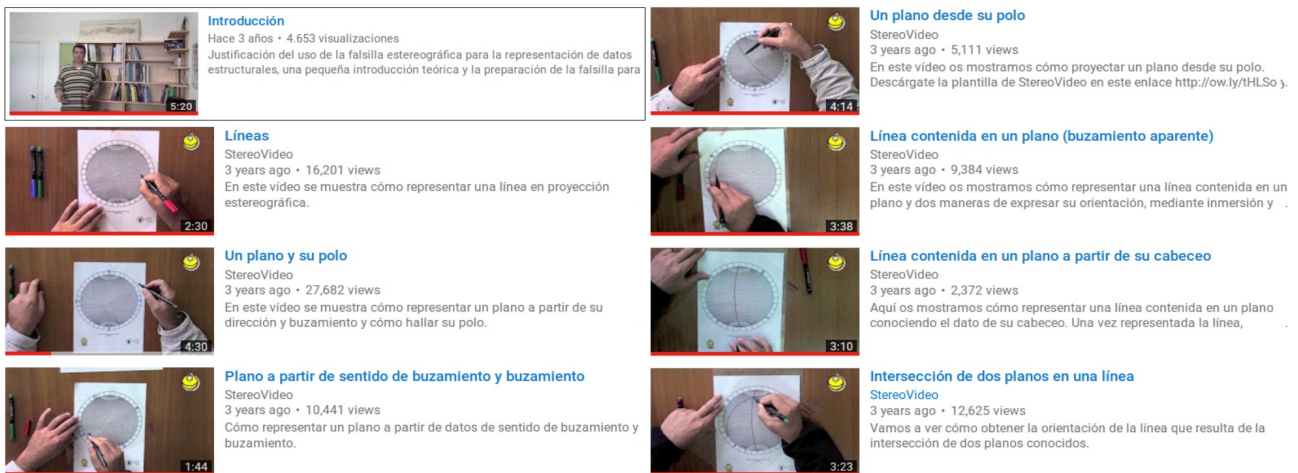 Introducción
Hace 3 años • 4.653 visualizaciones
Justificación del uso de la falsilla estereográfica para la representación de datos
estructurales, una pequeña introducción teórica y la preparación de la falsilla para
5:20
Líneas
StereoVideo
3 years ago • 16,201 views
En este vídeo se muestra cómo representar una línea en proyección
estereográfica.
2:30
Un plano y su polo
StereoVideo
3 years ago • 27,682 views
En este vídeo se muestra cómo representar un plano a partir de su
dirección y buzamiento y cómo hallar su polo.
4:30
Plano a partir de sentido de buzamiento y buzamiento
StereoVideo
3 years ago • 10,441 views
Cómo representar un plano a partir de datos de sentido de buzamiento y
buzamiento.
1:44
Un plano desde su polo
StereoVideo
3 years ago • 5,111 views
En este vídeo os mostramos cómo proyectar un plano desde su polo.
Descárgate la plantilla de StereoVideo en este enlace http://ow.ly/tHLSo y.
4:14
Línea contenida en un plano (buzamiento aparente)
StereoVideo
3 years ago • 9,384 views
En este vídeo os mostramos cómo representar una línea contenida en un
plano y dos maneras de expresar su orientación, mediante inmersión y .
3:38
Línea contenida en un plano a partir de su cabeceo
StereoVideo
3 years ago • 2,372 views
Aquí os mostramos cómo representar una línea contenida en un plano
conociendo el dato de su cabeceo. Una vez representada la línea, .
3:10
Intersección de dos planos en una línea
StereoVideo
3 years ago • 12,625 views
Vamos a ver cómo obtener la orientación de la línea que resulta de la
intersección de dos planos conocidos.
3:23